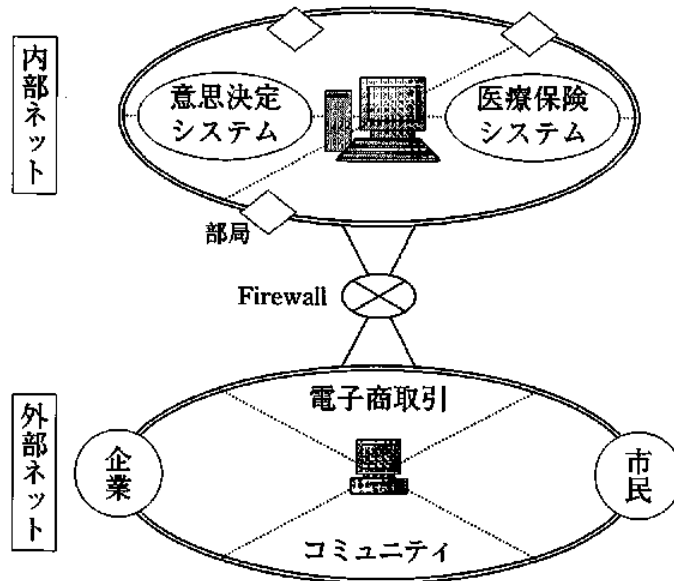 内部ネット
意思決定
システム
医療保険
システム
部局
Firewall
外部ネット
電子商取引
企業
市民
コミュニティ